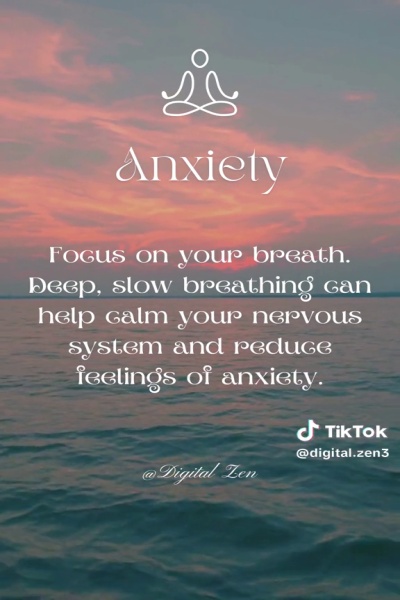 Anxiety
Focus on your breath.
Deep, slow breathing can
help calm your nervous
system and reduce
feelings of anxiety.
TikTok
@digital.zen3
@Digital Zen